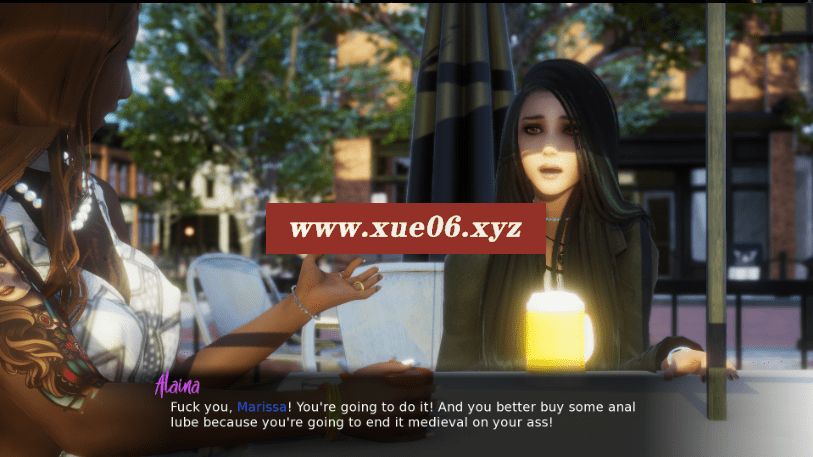 www.xue06.xyz
Alaina
Fuck you, Marissa! You're going to do it! And you better buy some anal
lube because you're going to end it medieval on your ass!